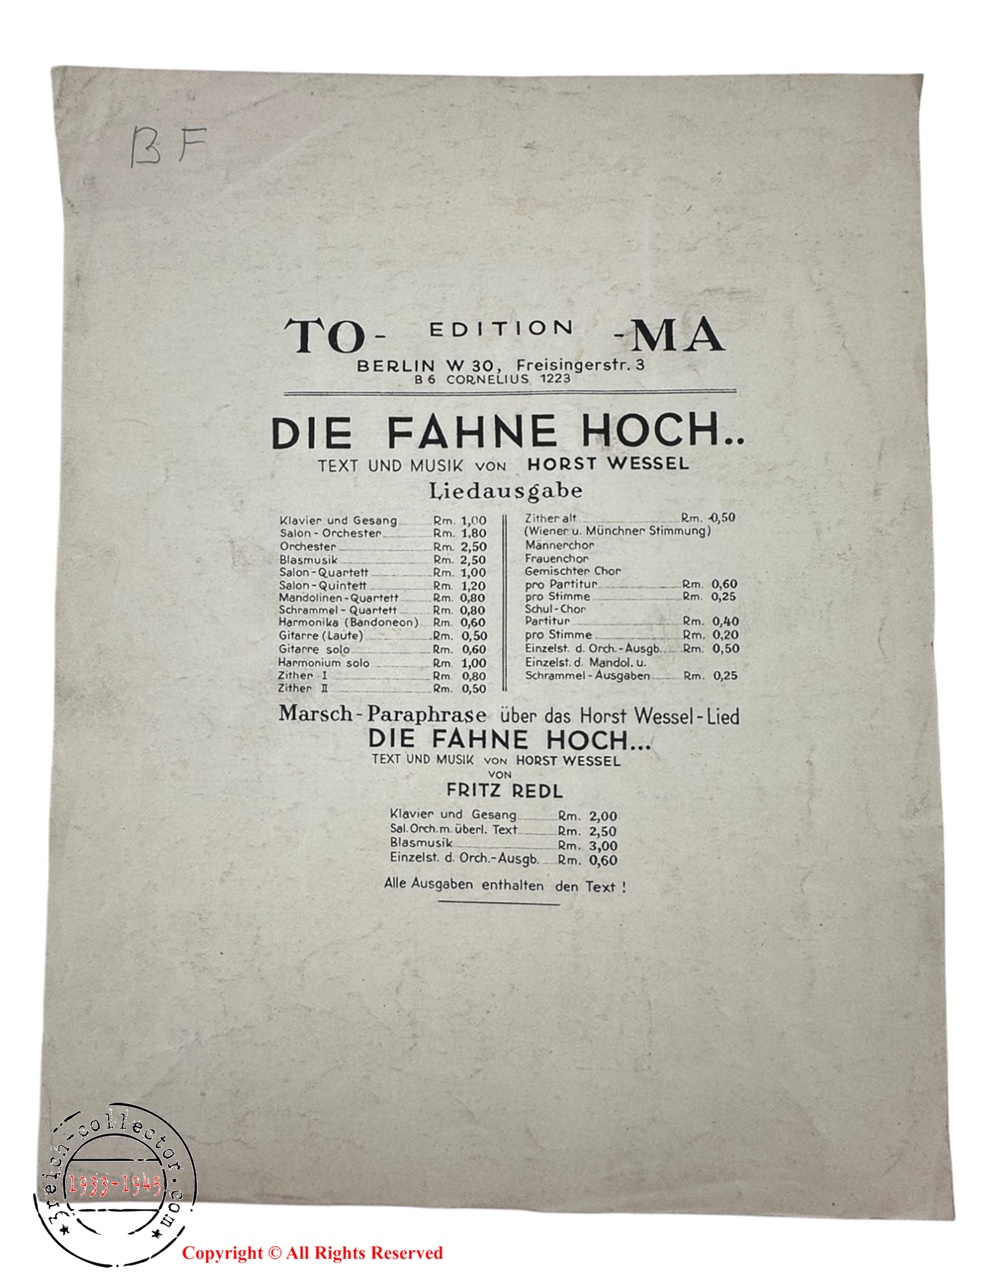 B F
TO- EDITION -MA
BERLIN W 30, Freisingerstr. 3
B 6 CORNELIUS 1223
DIE FAHNE HOCH..
TEXT UND MUSIK VON HORST WESSEL
Liedausgabe
Klavier und Gesang Rm. 1,00
Salon-Orchester Rm. 1,80
Orchester Rm. 2,50
Blasmusik Rm. 2,50
Salon-Quartett Rm. 1,00
Salon-Quintett Rm. 1,20
Mandolinen-Quartett Rm. 0,80
Schrammel-Quartett Rm. 0,80
Harmonika (Bandoneon) Rm. 0,60
Gitarre (Laute) Rm. 0,50
Gitarre solo Rm. 0,60
Harmonium solo Rm. 1,00
Zither I Rm. 0,80
Zither II Rm. 0,50
Zither alt Rm. -0,50
(Wiener u. Münchner Stimmung)
Männerchor
Frauenchor
Gemischter Chor
pro Partitur Rm. 0,60
pro Stimme Rm. 0,25
Schul-Chor
Partitur Rm. 0,40
pro Stimme Rm. 0,20
Einzelst. d. Orch.-Ausgb. Rm. 0,50
Einzelst. d. Mandol. u.
Schrammel-Ausgaben Rm. 0,25
Marsch-Paraphrase über das Horst Wessel-Lied
DIE FAHNE HOCH...
TEXT UND MUSIK VON HORST WESSEL
VON
FRITZ REDL
Klavier und Gesang Rm. 2,00
Sal. Orch. m. überl. Text Rm. 2,50
Blasmusik Rm. 3,00
Einzelst. d. Orch.-Ausgb. Rm. 0,60
Alle Ausgaben enthalten den Text !
3reich-collector.com
1933-1945
Copyright © All Rights Reserved